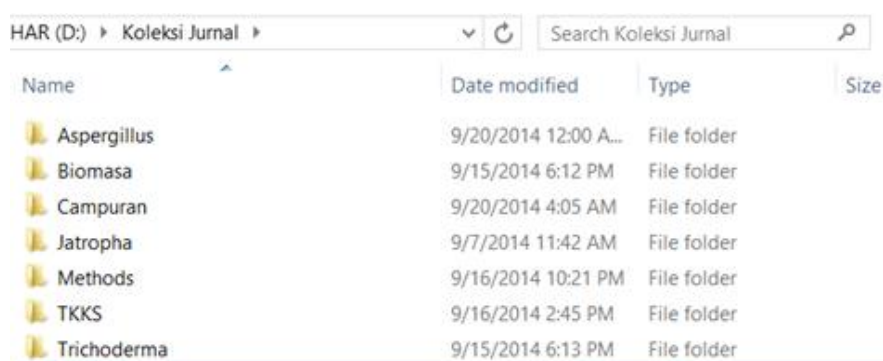 HAR (D:) Koleksi Jurnal Search Koleksi Jurnal
Name Date modified Type Size
Aspergillus 9/20/2014 12:00 A... File folder
Biomasa 9/15/2014 6:12 PM File folder
Campuran 9/20/2014 4:05 AM File folder
Jatropha 9/7/2014 11:42 AM File folder
Methods 9/16/2014 10:21 PM File folder
TKKS 9/16/2014 2:45 PM File folder
Trichoderma 9/15/2014 6:13 PM File folder